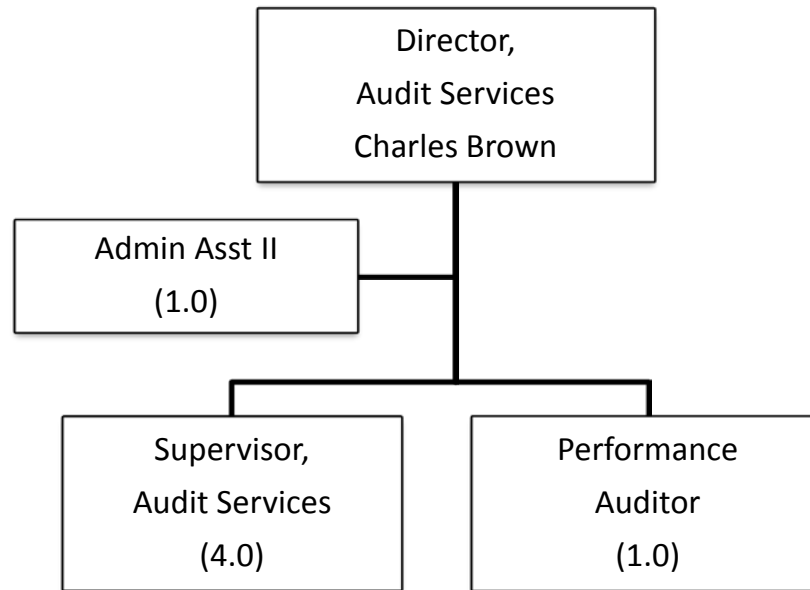 Director,
Audit Services
Charles Brown
Admin Asst II
(1.0)
Supervisor,
Audit Services
(4.0)
Performance
Auditor
(1.0)